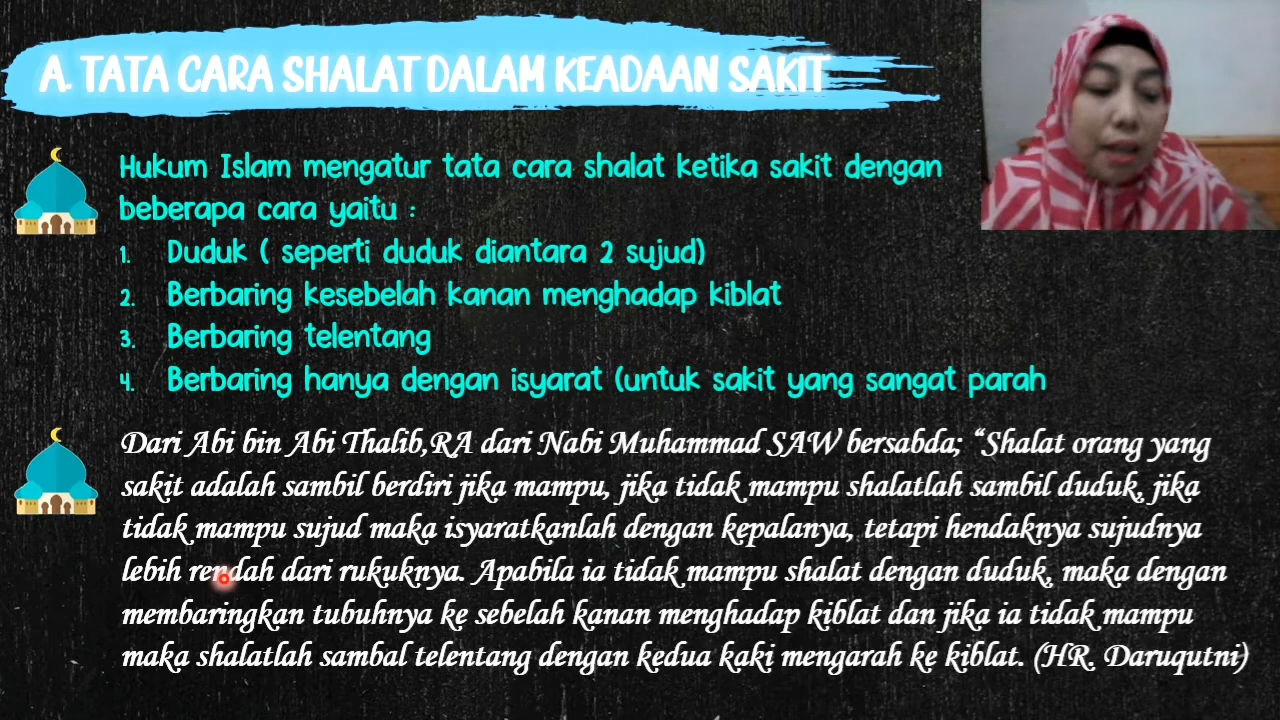 A. TATA CARA SHALAT DALAM KEADAAN SAKIT
Hukum Islam mengatur tata cara shalat ketika sakit dengan
beberapa cara yaitu :
1. Duduk ( seperti duduk diantara 2 sujud)
2. Berbaring kesebelah kanan menghadap kiblat
3. Berbaring telentang
4. Berbaring hanya dengan isyarat (untuk sakit yang sangat parah
Dari Abi bin Abi Thalib,RA dari Nabi Muhammad SAW bersabda; “Shalat orang yang
sakit adalah sambil berdiri jika mampu, jika tidak mampu shalatlah sambil duduk, jika
tidak mampu sujud maka isyaratkanlah dengan kepalanya, tetapi hendaknya sujudnya
lebih rendah dari rukuknya. Apabila ia tidak mampu shalat dengan duduk, maka dengan
membaringkan tubuhnya ke sebelah kanan menghadap kiblat dan jika ia tidak mampu
maka shalatlah sambal telentang dengan kedua kaki mengarah ke kiblat. (HR. Daruqutni)